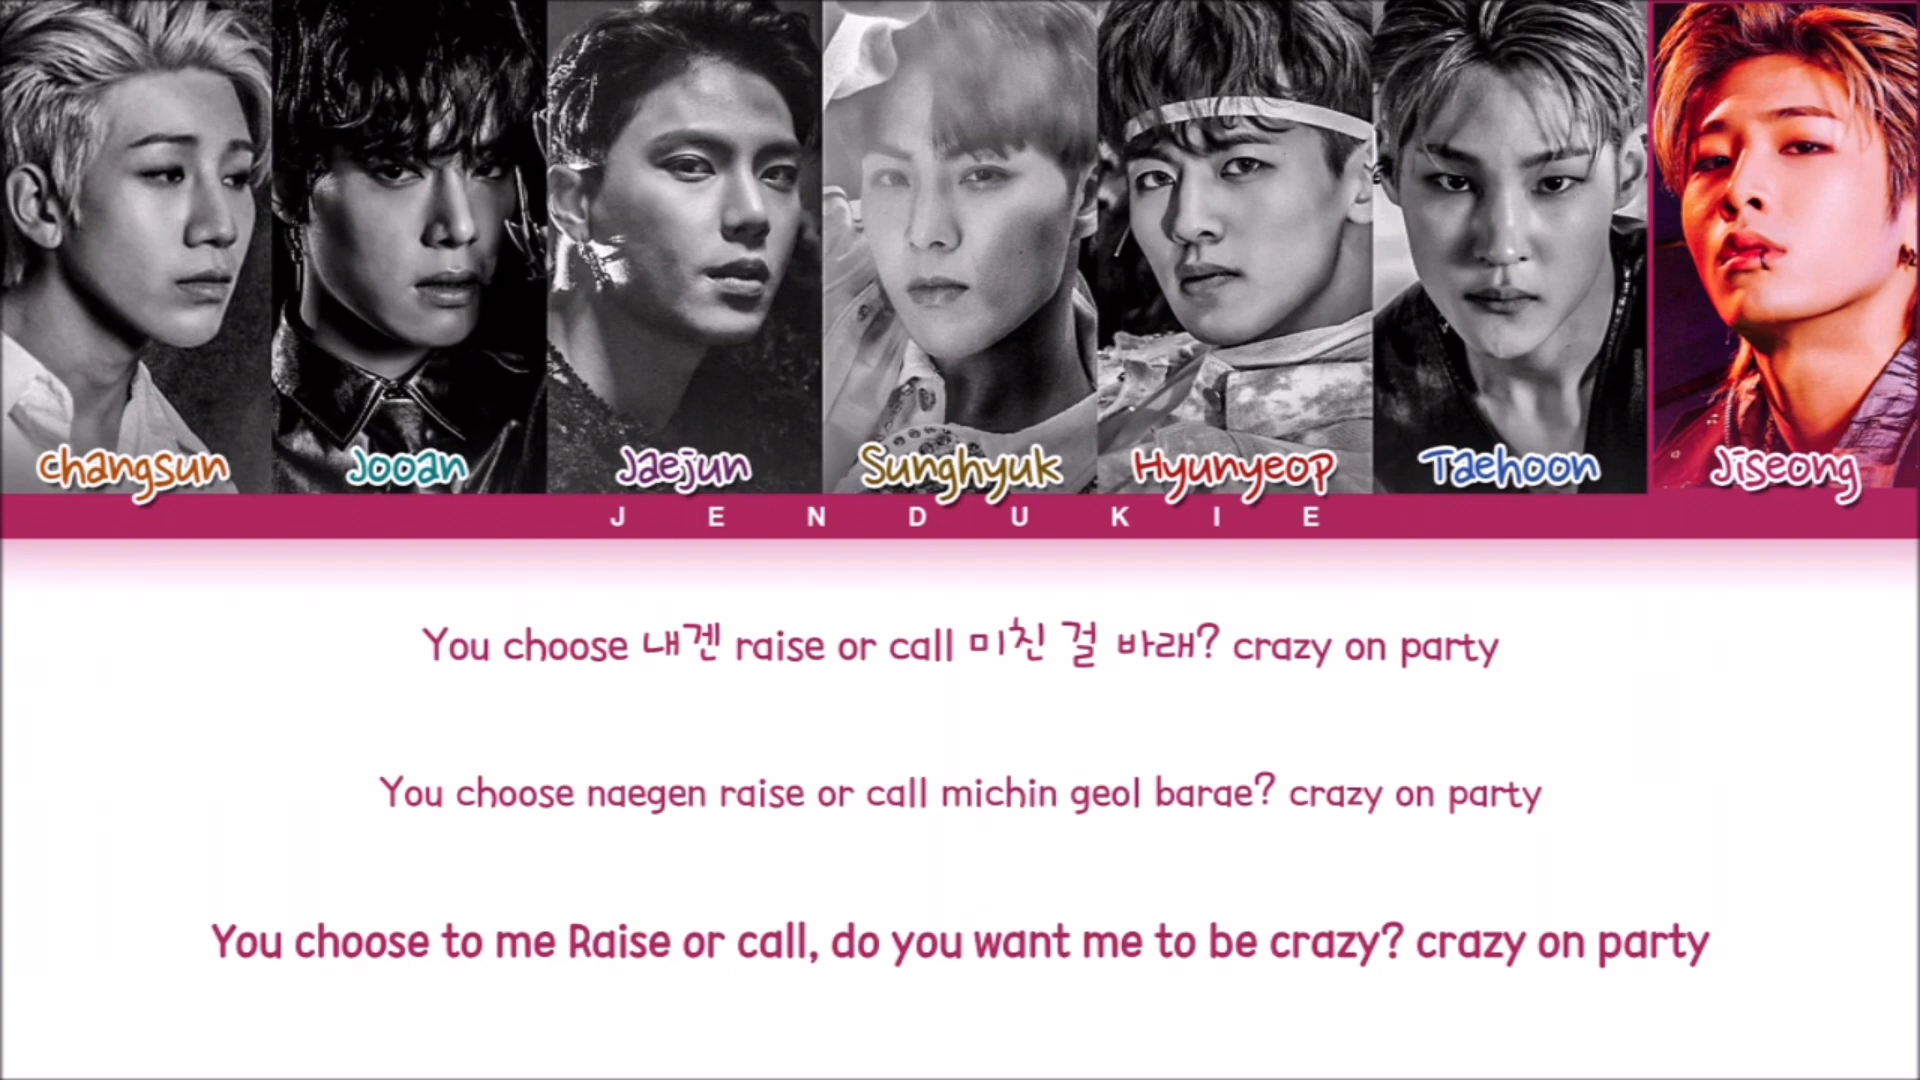 Changsun Jooan Jaejun Sunghyuk Hyunyeop Taehoon Jiseong
JENDUKIE
You choose 내겐 raise or call 미친 걸 바래? crazy on party
You choose naegen raise or call michin geol barae? crazy on party
You choose to me Raise or call, do you want me to be crazy? crazy on party